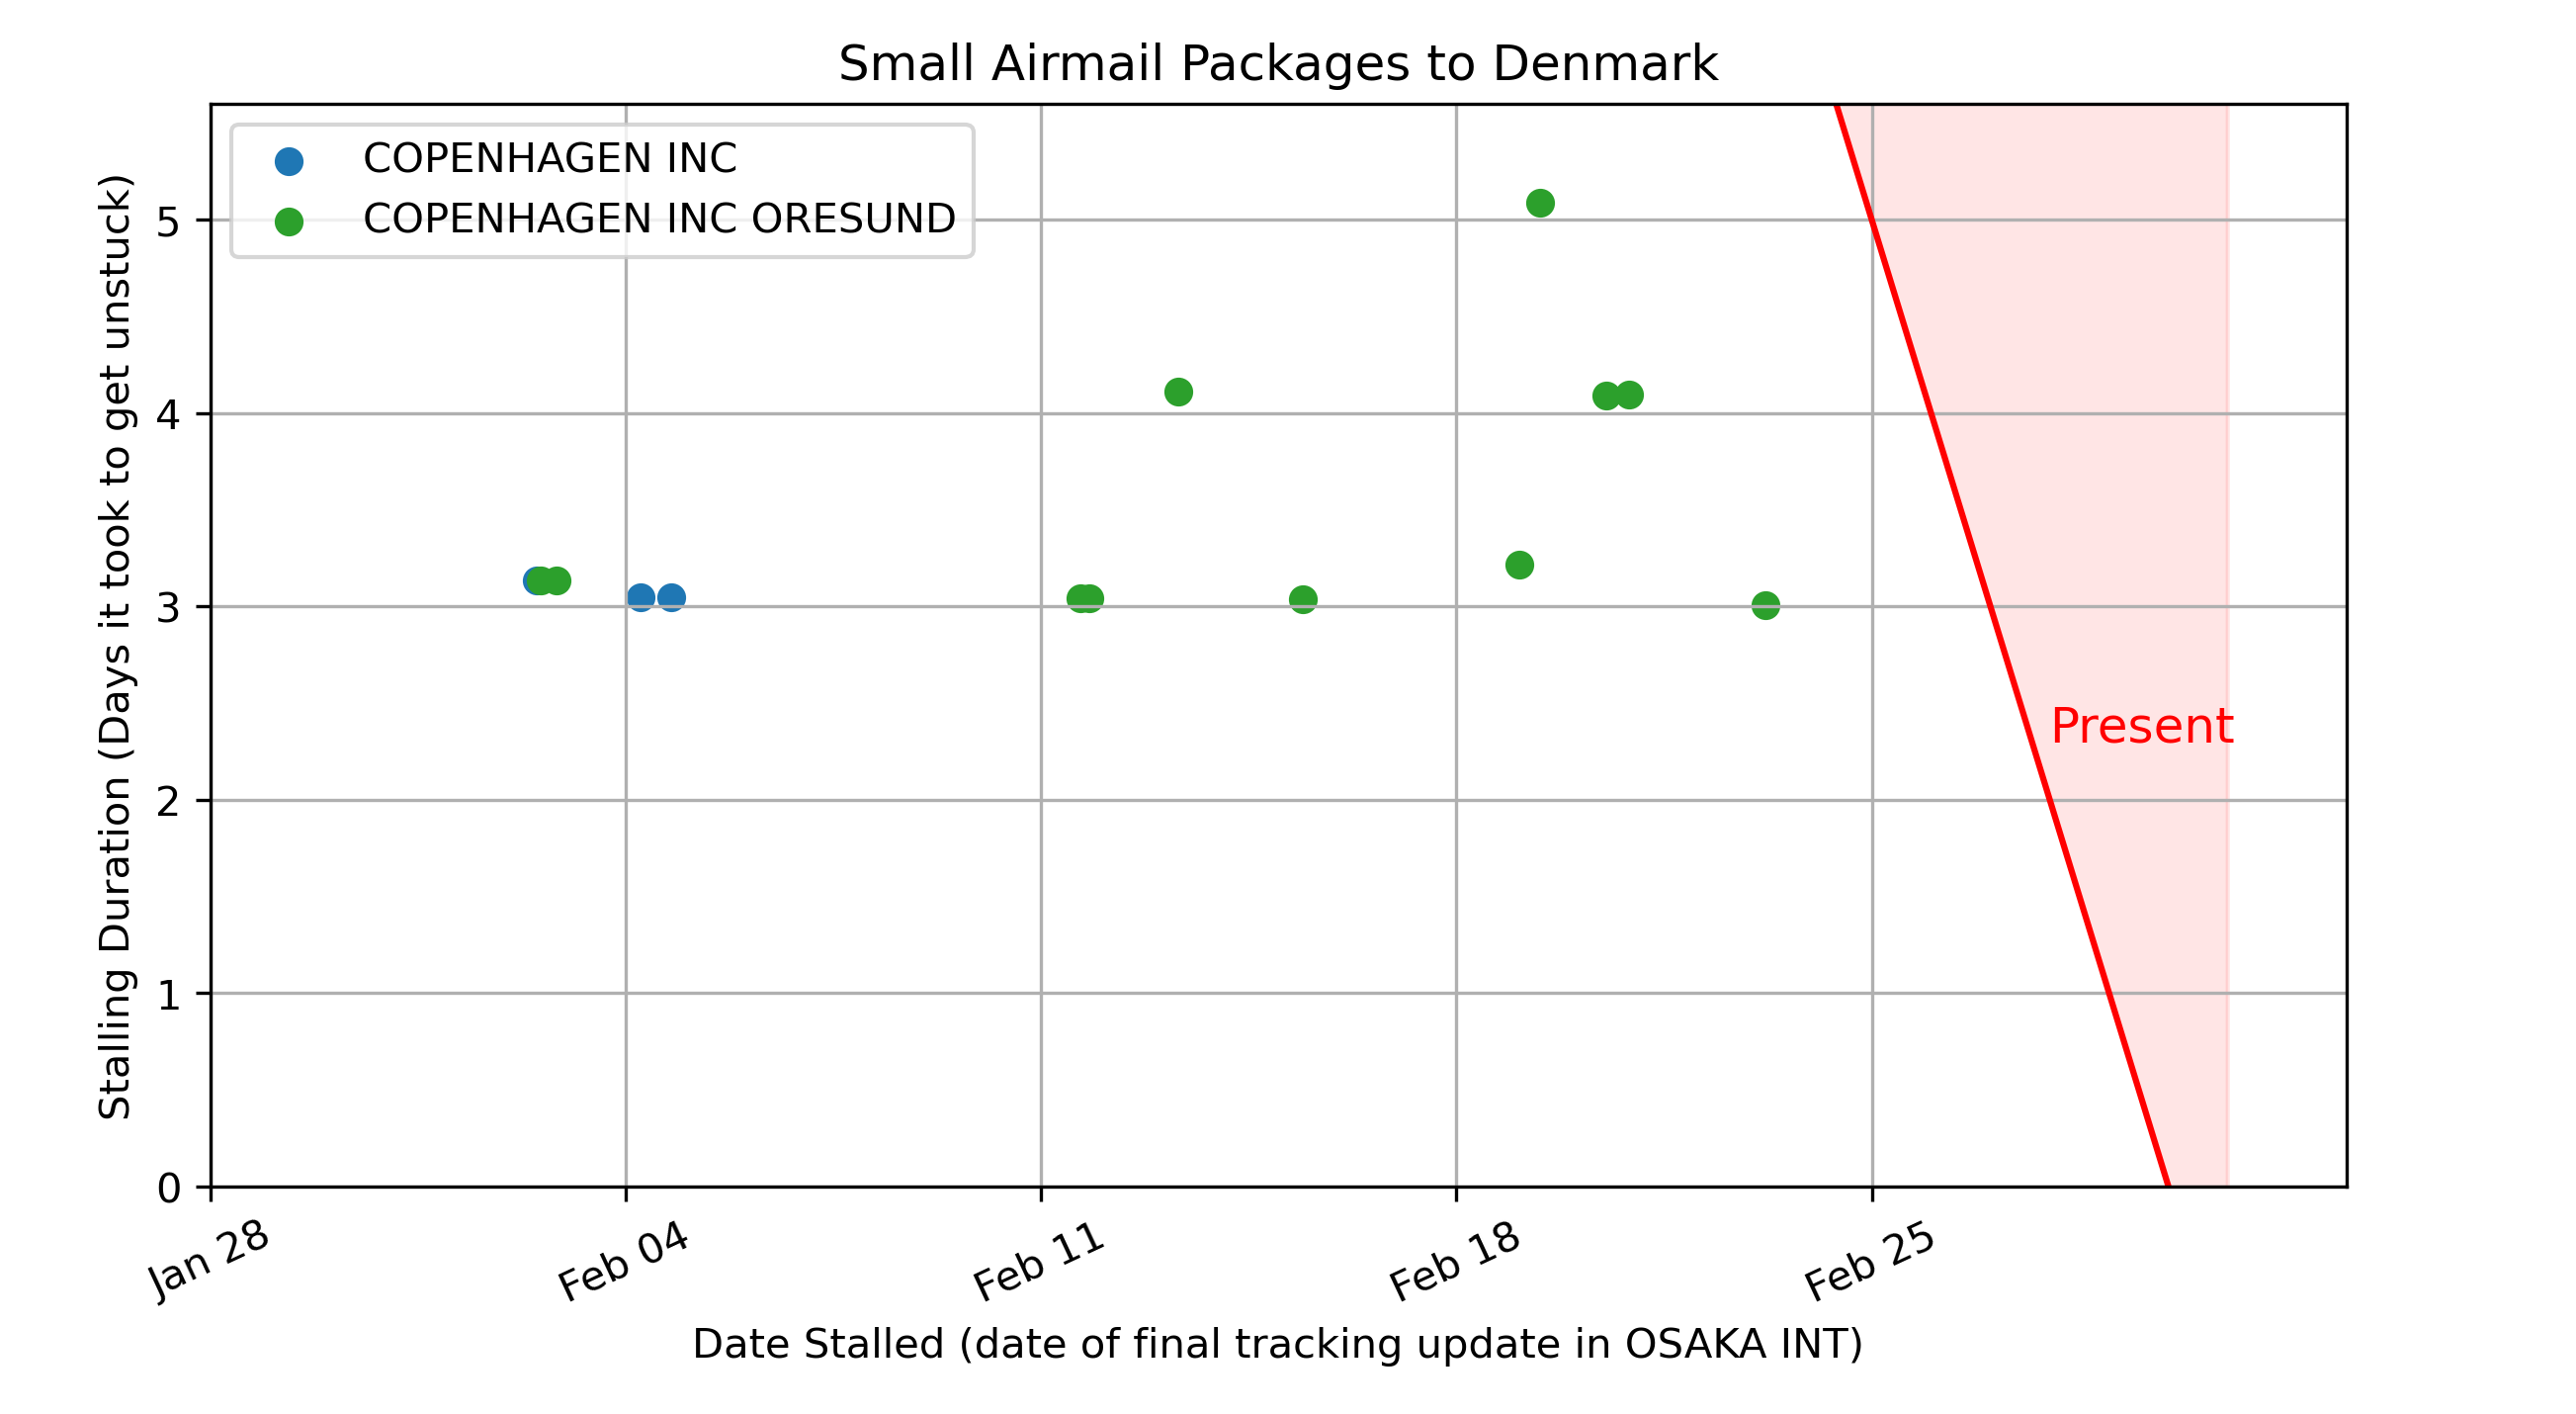 Small Airmail Packages to Denmark
COPENHAGEN INC
COPENHAGEN INC ORESUND
Stalling Duration (Days it took to get unstuck)
5
4
3
2
1
0
Present
Jan 28
Feb 04
Feb 11
Feb 18
Feb 25
Date Stalled (date of final tracking update in OSAKA INT)